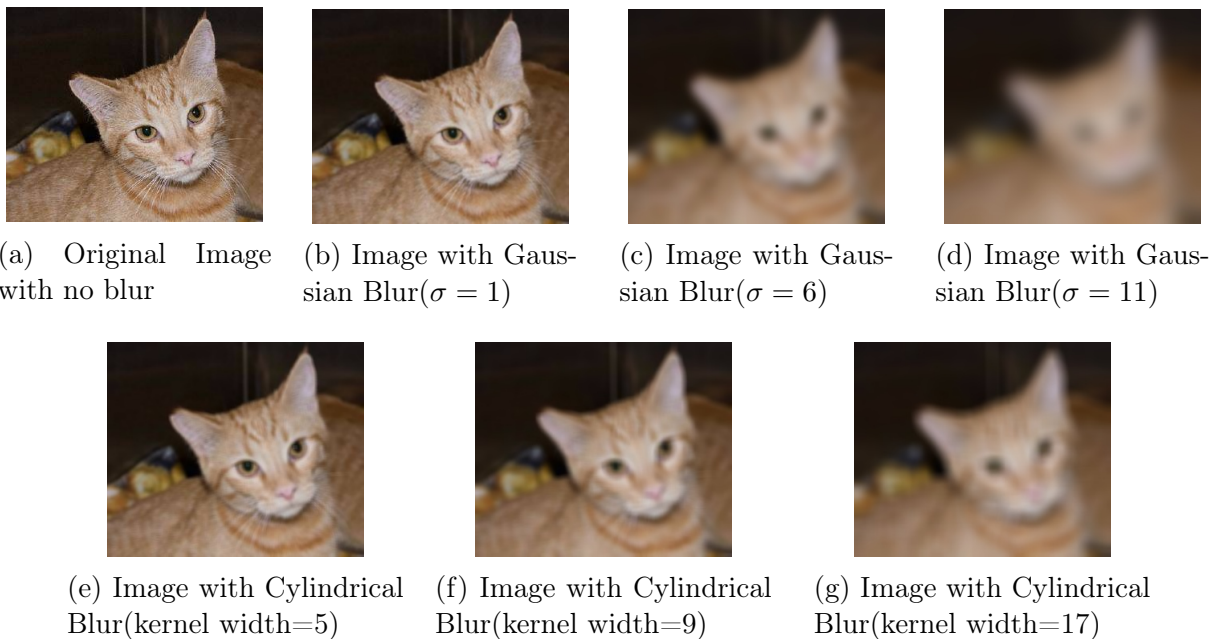 (a) Original Image
with no blur
(b) Image with Gaus-
sian Blur(σ = 1)
(c) Image with Gaus-
sian Blur(σ = 6)
(d) Image with Gaus-
sian Blur(σ = 11)
(e) Image with Cylindrical
Blur(kernel width=5)
(f) Image with Cylindrical
Blur(kernel width=9)
(g) Image with Cylindrical
Blur(kernel width=17)